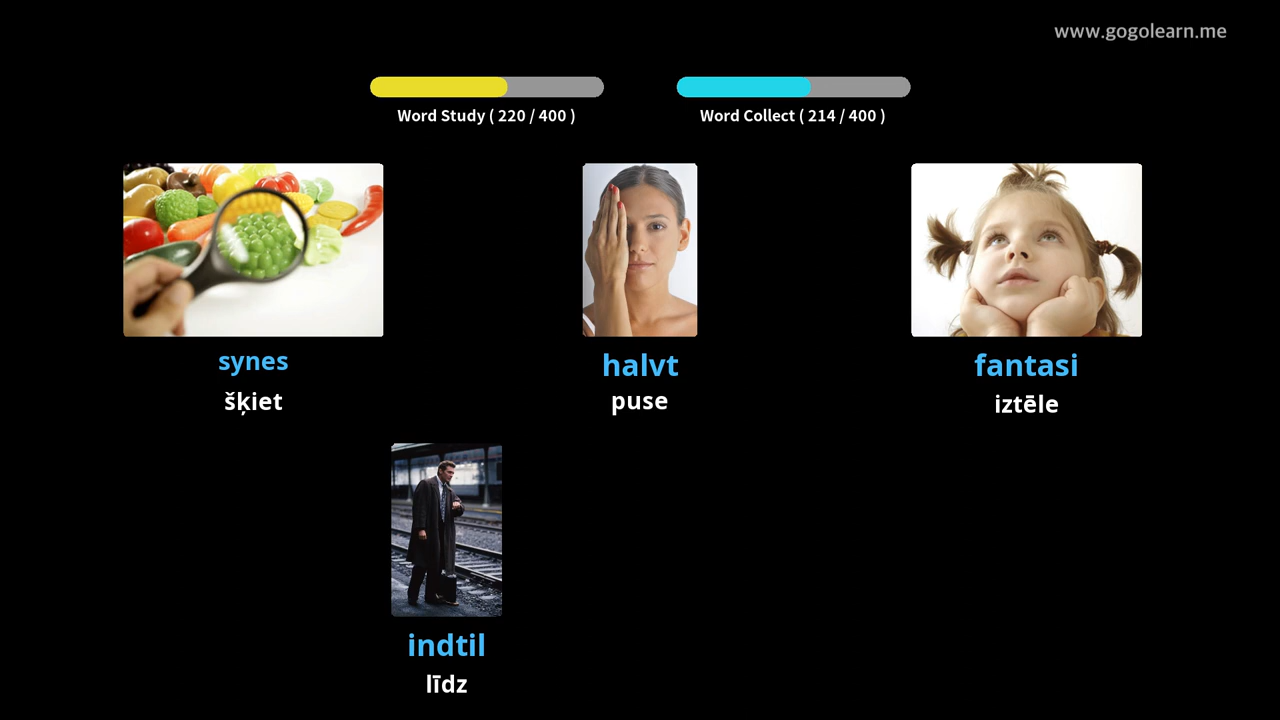 www.gogolearn.me
Word Study ( 220 / 400 )
Word Collect ( 214 / 400 )
synes
šķiet
halvt
puse
fantasi
iztēle
indtil
līdz